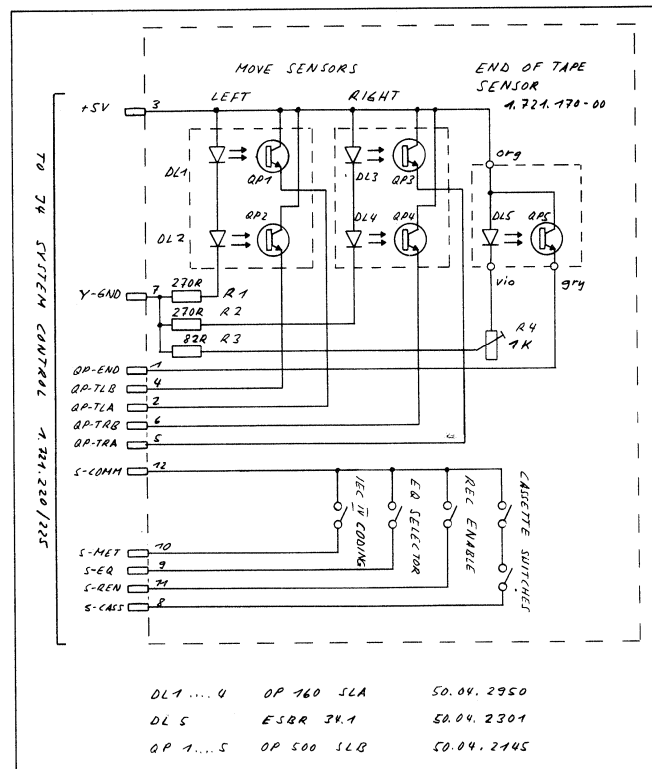 MOVE SENSORS
END OF TAPE
SENSOR
1.721.170-00
LEFT
RIGHT
+5V
3
org
DL1
QP1
DL3
QP3
DL2
QP2
DL4
QP4
DL5
QP5
vio
gry
Y-GND
7
270R
R1
270R
R2
82R
R3
R4
1K
QP-END
1
QP-TLB
4
QP-TLA
2
QP-TRB
6
QP-TRA
5
S-COMM
12
IEC IV CODING
EQ SELECTOR
REC ENABLE
CASSETTE SWITCHES
S-MET
10
S-EQ
9
S-REN
11
S-CASS
8
TO J4 SYSTEM CONTROL 1.721.220/225
DL1 .... 4 OP 160 SLA 50.04.2950
DL 5 ESBR 34.1 50.04.2301
QP 1....5 OP 500 SLB 50.04.2145